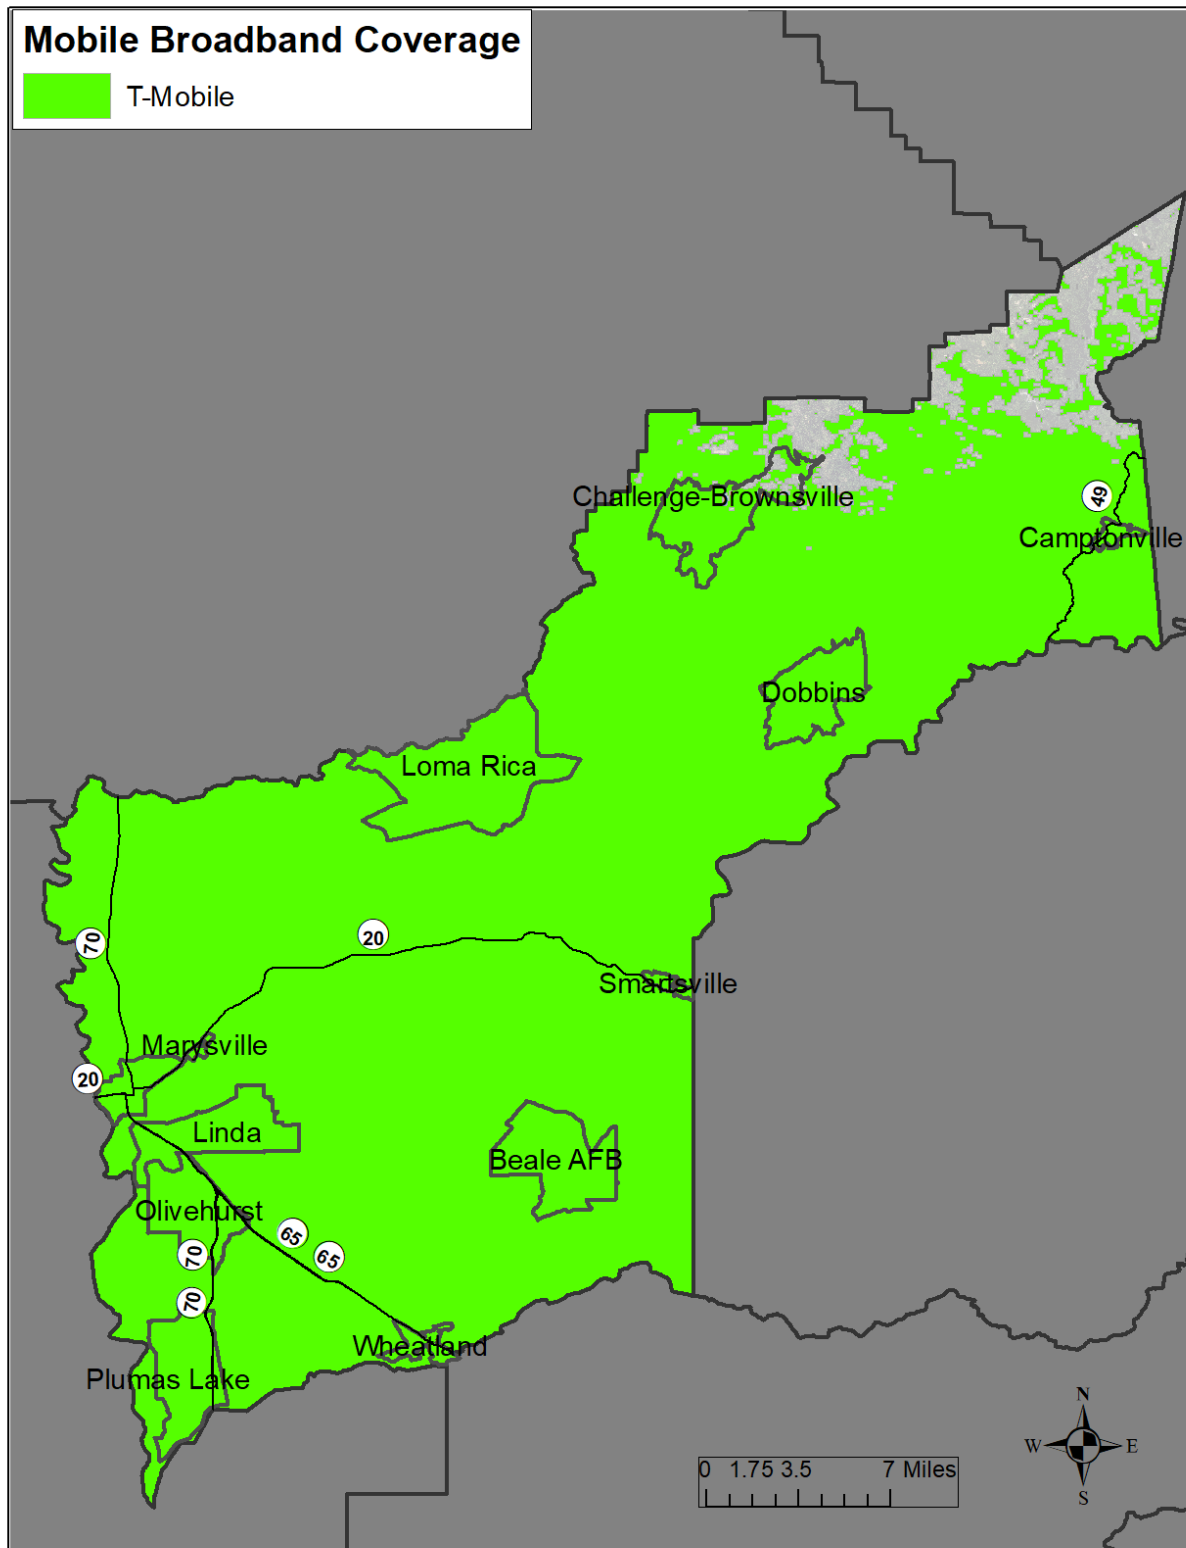 Mobile Broadband Coverage
T-Mobile
Challenge-Brownsville
49
Camptonville
Dobbins
Loma Rica
70
20
Smartsville
Marysville
20
Linda
Beale AFB
Olivehurst
65
65
70
70
Wheatland
Plumas Lake
N
W E
S
0 1.75 3.5 7 Miles